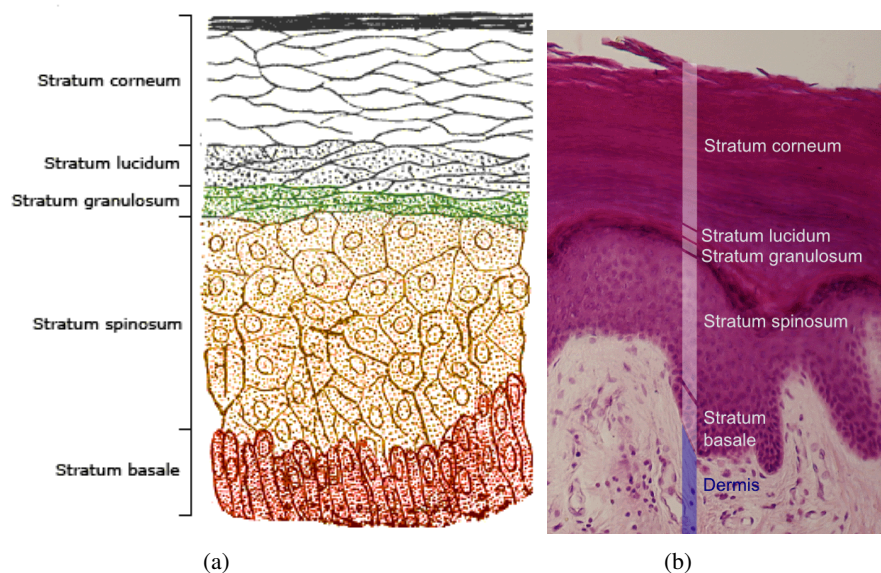 Stratum corneum
Stratum lucidum
Stratum granulosum
Stratum spinosum
Stratum basale
(a)
Stratum corneum
Stratum lucidum
Stratum granulosum
Stratum spinosum
Stratum
basale
Dermis
(b)